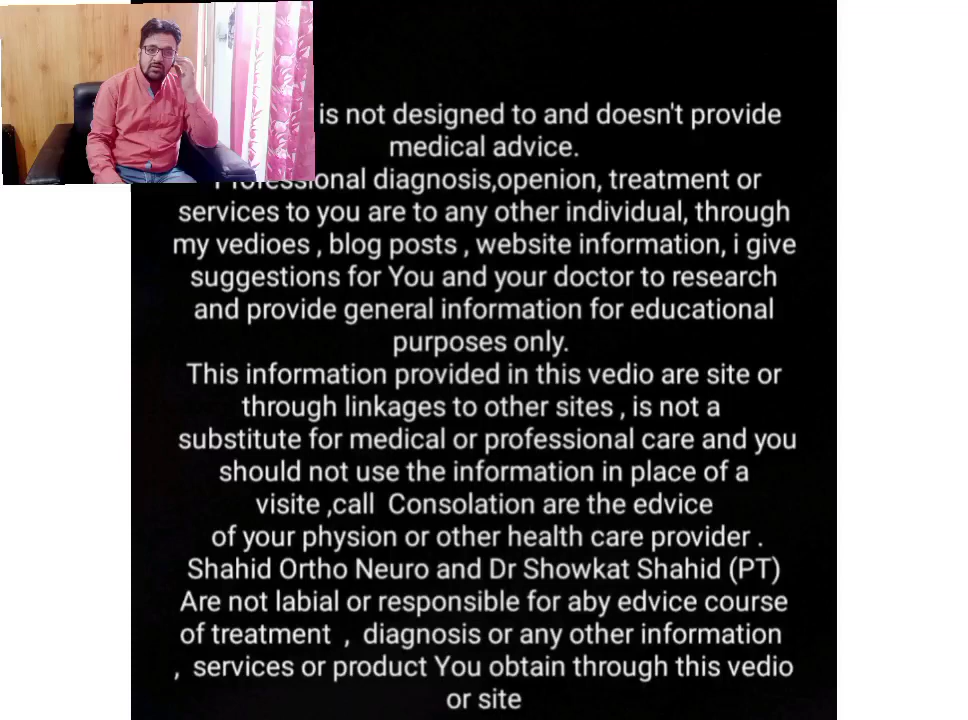 is not designed to and doesn't provide
medical advice.
Professional diagnosis,openion, treatment or
services to you are to any other individual, through
my vedioes , blog posts , website information, i give
suggestions for You and your doctor to research
and provide general information for educational
purposes only.
This information provided in this vedio are site or
through linkages to other sites , is not a
substitute for medical or professional care and you
should not use the information in place of a
visite ,call Consolation are the edvice
of your physion or other health care provider .
Shahid Ortho Neuro and Dr Showkat Shahid (PT)
Are not labial or responsible for aby edvice course
of treatment , diagnosis or any other information
, services or product You obtain through this vedio
or site